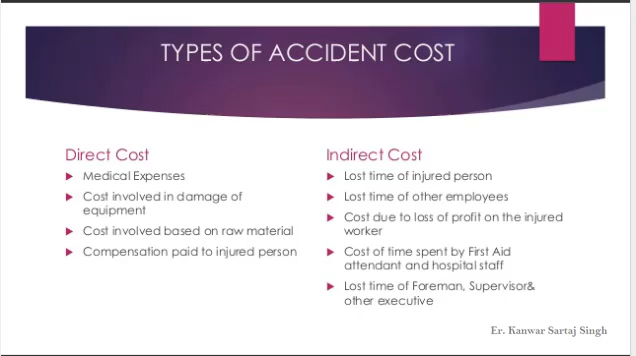 TYPES OF ACCIDENT COST
Direct Cost
Medical Expenses
Cost involved in damage of
equipment
Cost involved based on raw material
Compensation paid to injured person
Indirect Cost
Lost time of injured person
Lost time of other employees
Cost due to loss of profit on the injured
worker
Cost of time spent by First Aid
attendant and hospital staff
Lost time of Foreman, Supervisor&
other executive
Er. Kanwar Sartaj Singh